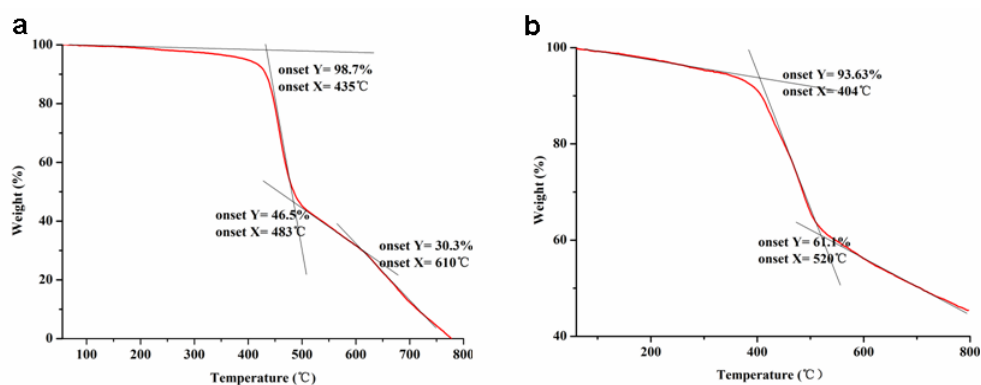 a
100
80
60
40
20
0
Weight (%)
onset Y= 98.7%
onset X= 435℃
onset Y= 46.5%
onset X= 483℃
onset Y= 30.3%
onset X= 610℃
100 200 300 400 500 600 700 800
Temperature (℃)
b
100
80
60
40
Weight (%)
onset Y= 93.63%
onset X= 404℃
onset Y= 61.1%
onset X= 520℃
200 400 600 800
Temperature (℃)